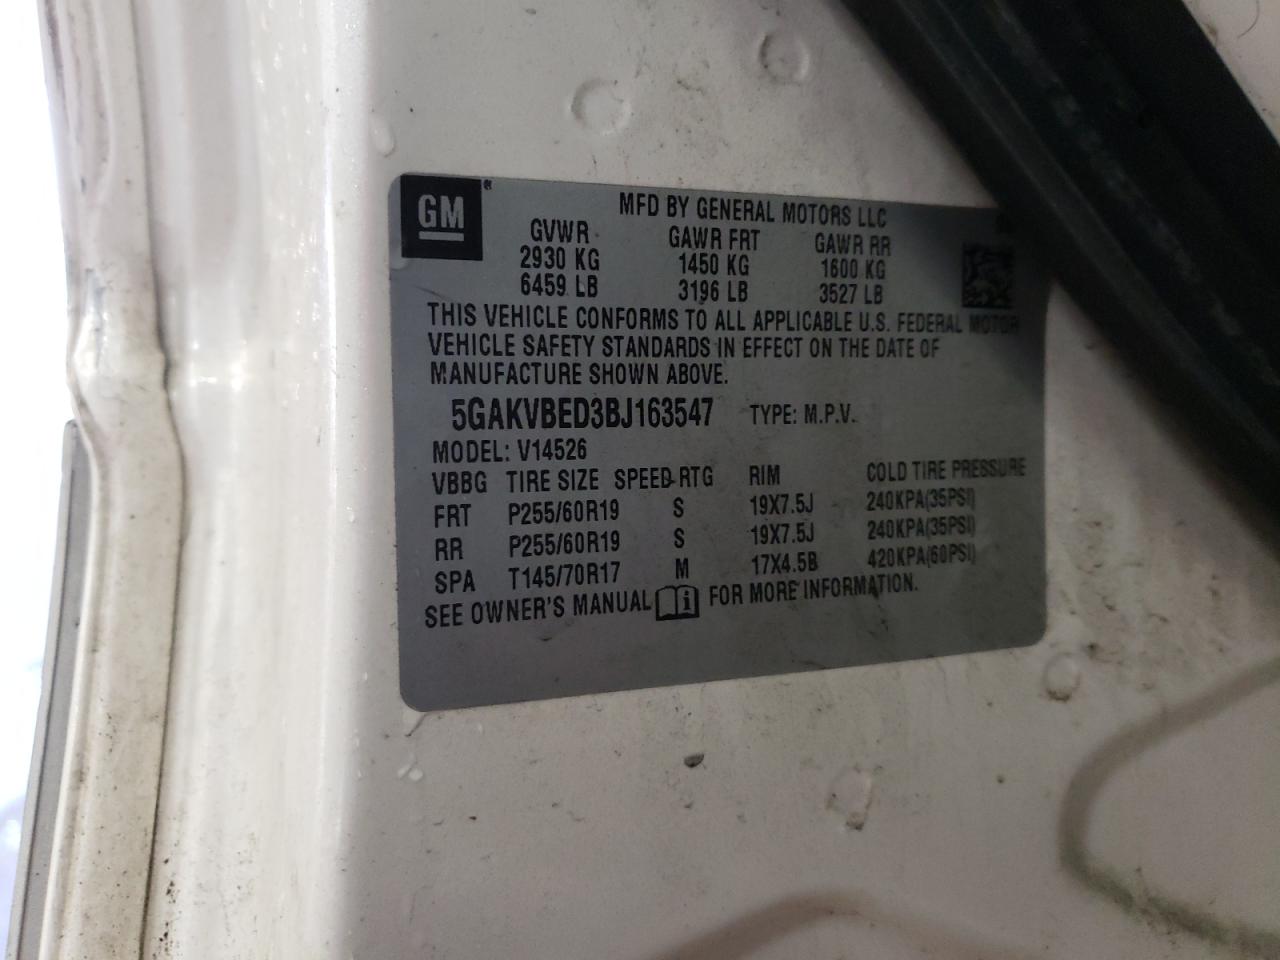 GM
MFD BY GENERAL MOTORS LLC
GVWR GAWR FRT GAWR RR
2930 KG 1450 KG 1600 KG
6459 LB 3196 LB 3527 LB
THIS VEHICLE CONFORMS TO ALL APPLICABLE U.S. FEDERAL MOTOR
VEHICLE SAFETY STANDARDS IN EFFECT ON THE DATE OF
MANUFACTURE SHOWN ABOVE.
5GAKVBED3BJ163547 TYPE: M.P.V.
MODEL: V14526
VBBG TIRE SIZE SPEED RTG RIM COLD TIRE PRESSURE
FRT P255/60R19 S 19X7.5J 240KPA(35PSI)
RR P255/60R19 S 19X7.5J 240KPA(35PSI)
SPA T145/70R17 M 17X4.5B 420KPA(60PSI)
SEE OWNER'S MANUAL FOR MORE INFORMATION.